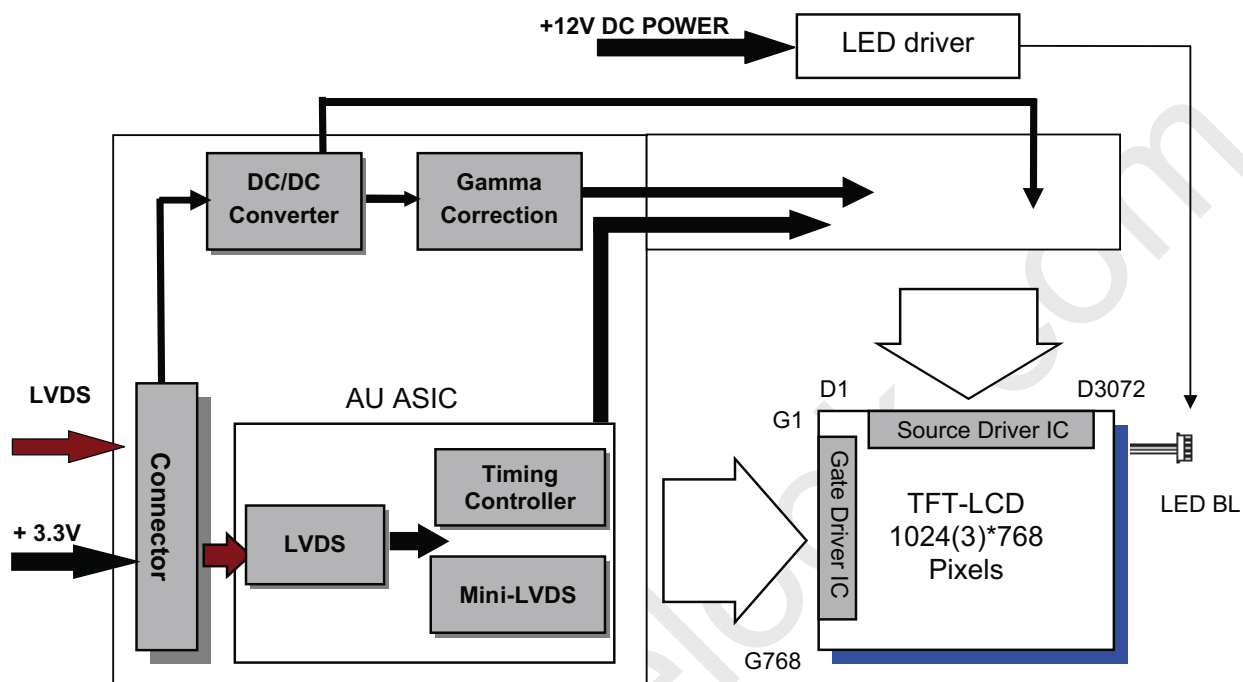 +12V DC POWER
LED driver
DC/DC
Converter
Gamma
Correction
LVDS
+ 3.3V
Connector
AU ASIC
LVDS
Timing
Controller
Mini-LVDS
D1
D3072
G1
G768
Source Driver IC
Gate Driver IC
TFT-LCD
1024(3)*768
Pixels
LED BL